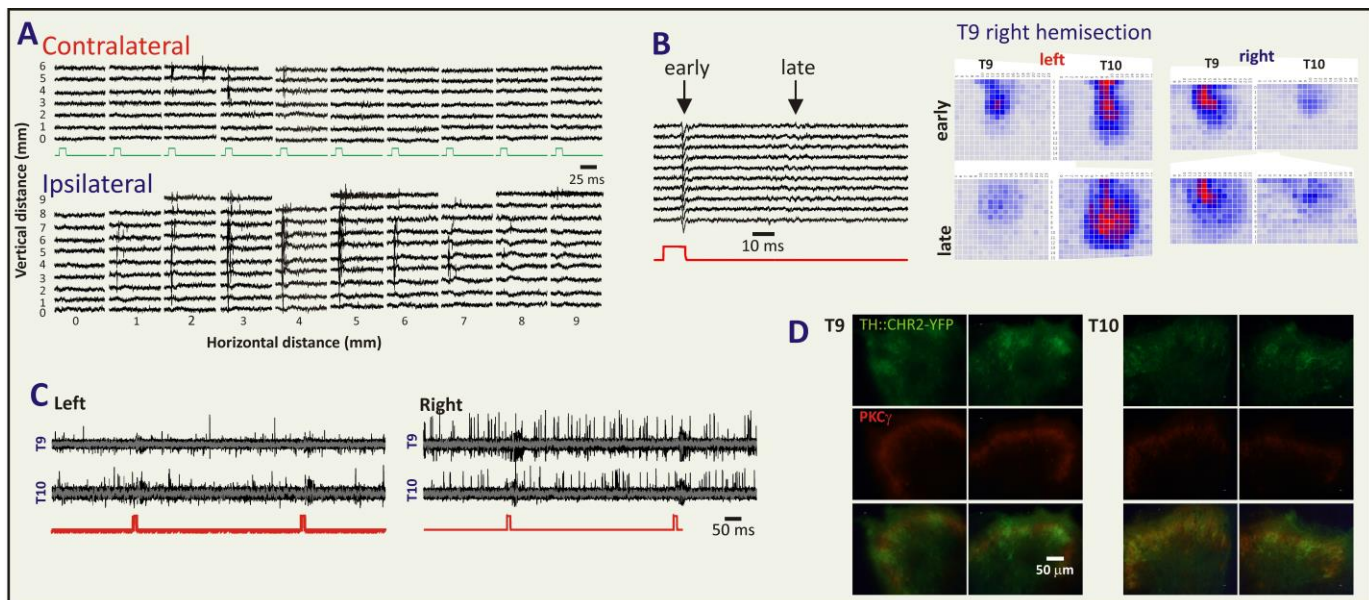 A
Contralateral
6
5
4
3
2
1
0
25 ms
Ipsilateral
9
8
7
6
5
4
3
2
1
0
Vertical distance (mm)
0 1 2 3 4 5 6 7 8 9
Horizontal distance (mm)
B
early late
10 ms
T9 right hemisection
left right
T9 T10 T9 T10
early
late
C
Left Right
T9 T9
T10 T10
50 ms
D
T9 T10
TH::CHR2-YFP
PKCγ
50 μm